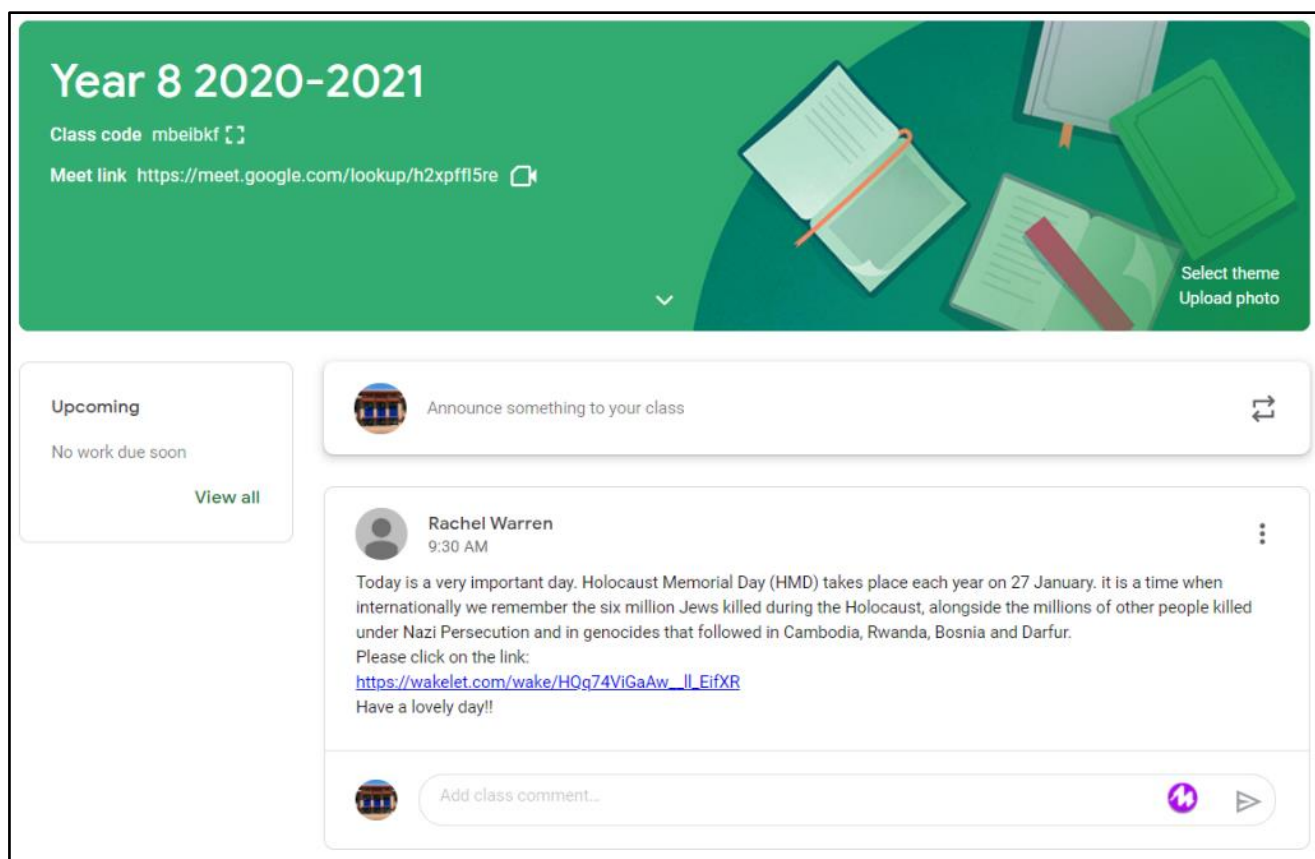 Year 8 2020-2021
Class code mbeibkf
Meet link https://meet.google.com/lookup/h2xpffl5re
Select theme
Upload photo
Upcoming
No work due soon
View all
Announce something to your class
Rachel Warren
9:30 AM
Today is a very important day. Holocaust Memorial Day (HMD) takes place each year on 27 January. it is a time when
internationally we remember the six million Jews killed during the Holocaust, alongside the millions of other people killed
under Nazi Persecution and in genocides that followed in Cambodia, Rwanda, Bosnia and Darfur.
Please click on the link:
https://wakelet.com/wake/HQq74ViGaAw__ll_EifXR
Have a lovely day!!
Add class comment...